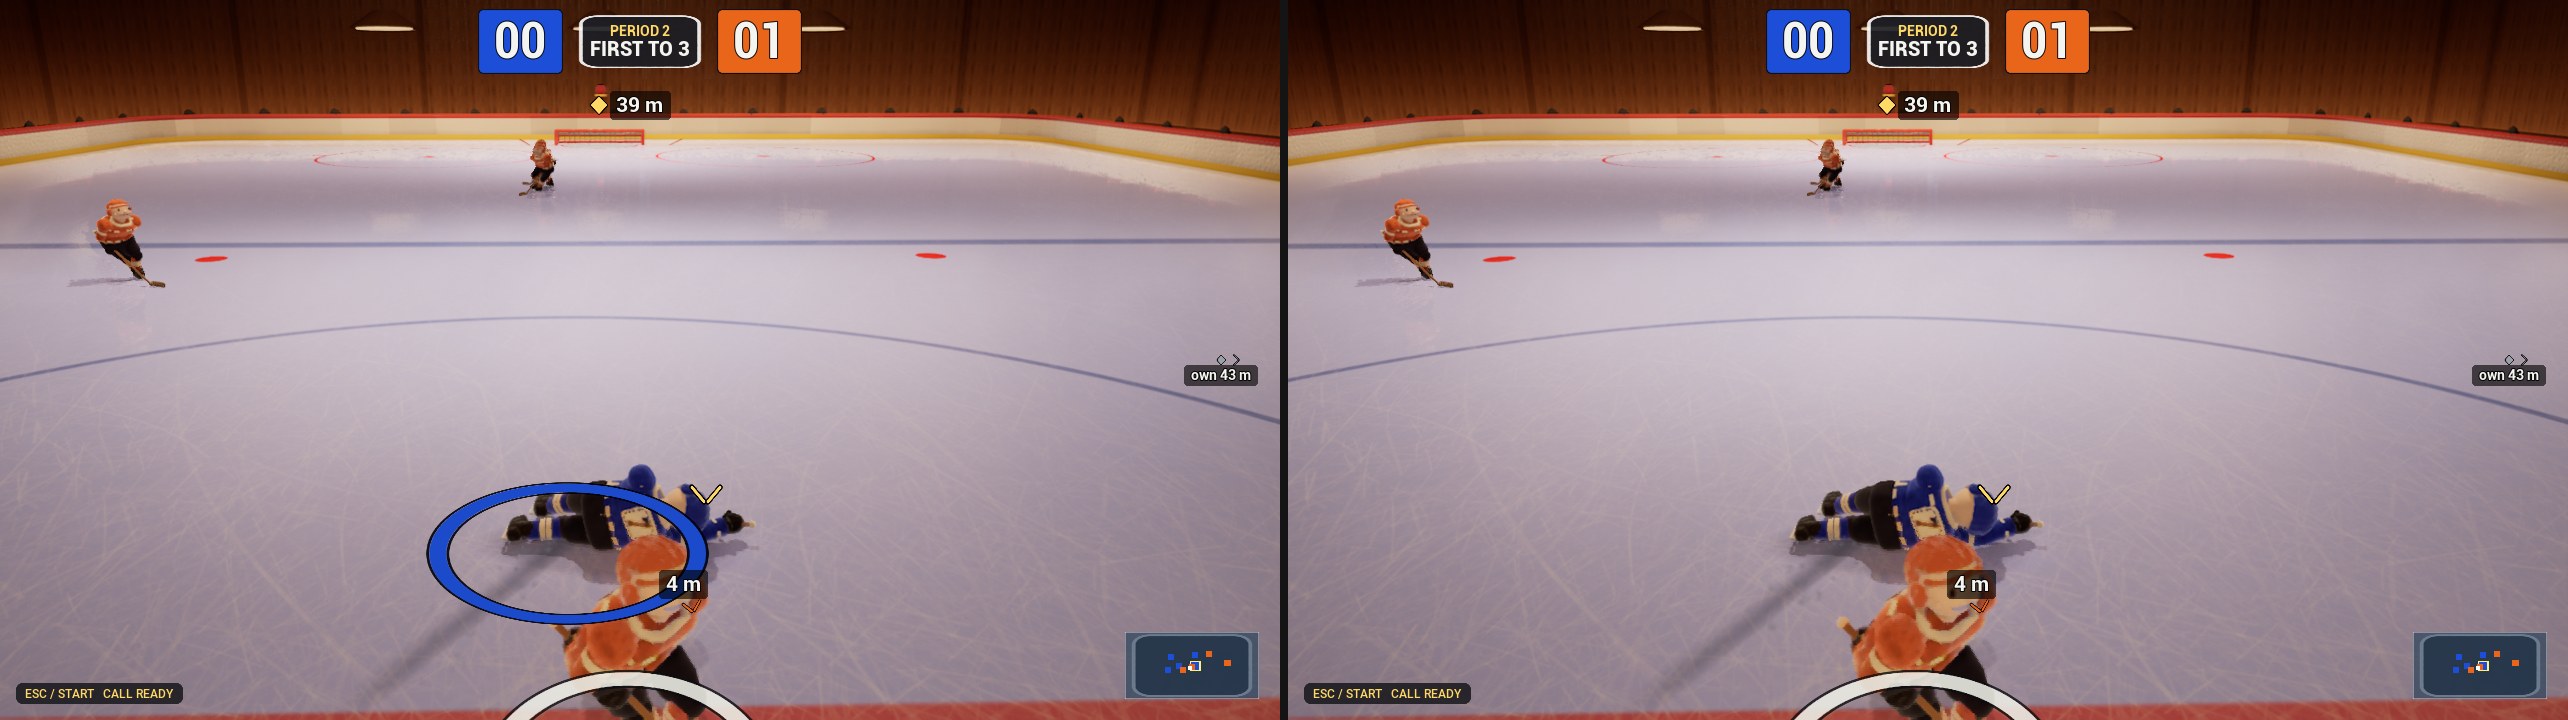 00
PERIOD 2
FIRST TO 3
01
39 m
own 43 m
4 m
ESC / START CALL READY
00
PERIOD 2
FIRST TO 3
01
39 m
own 43 m
4 m
ESC / START CALL READY